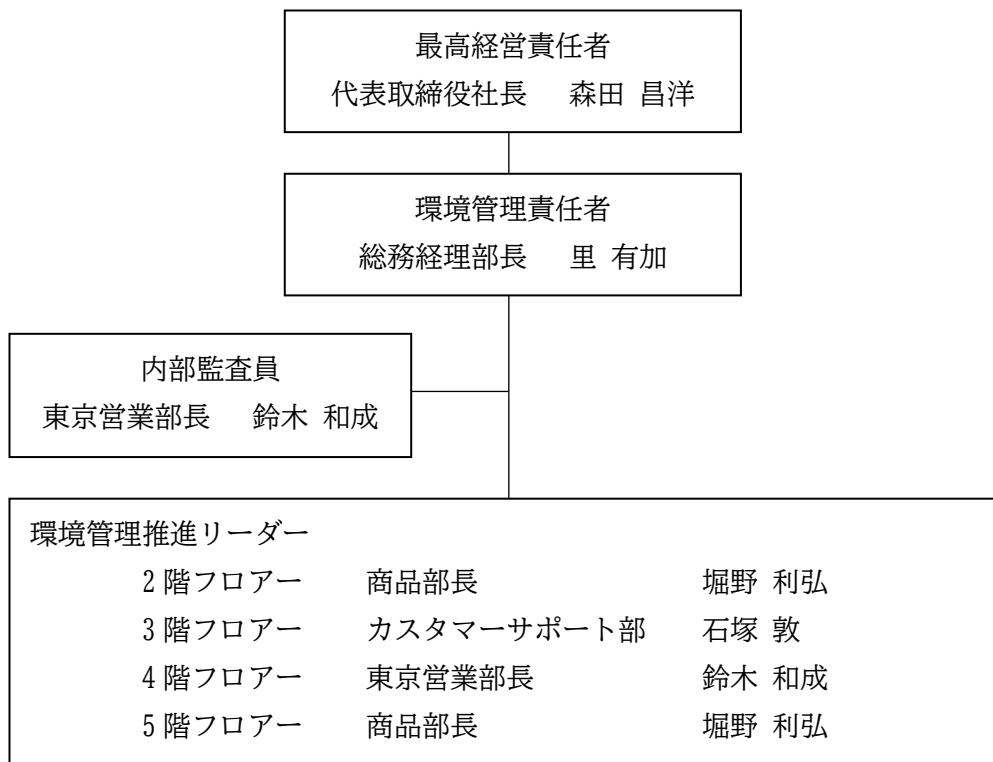 最高経営責任者
代表取締役社長 森田 昌洋
環境管理責任者
総務経理部長 里 有加
内部監査員
東京営業部長 鈴木 和成
環境管理推進リーダー
2階フロアー 商品部長 堀野 利弘
3階フロアー カスタマーサポート部 石塚 敦
4階フロアー 東京営業部長 鈴木 和成
5階フロアー 商品部長 堀野 利弘